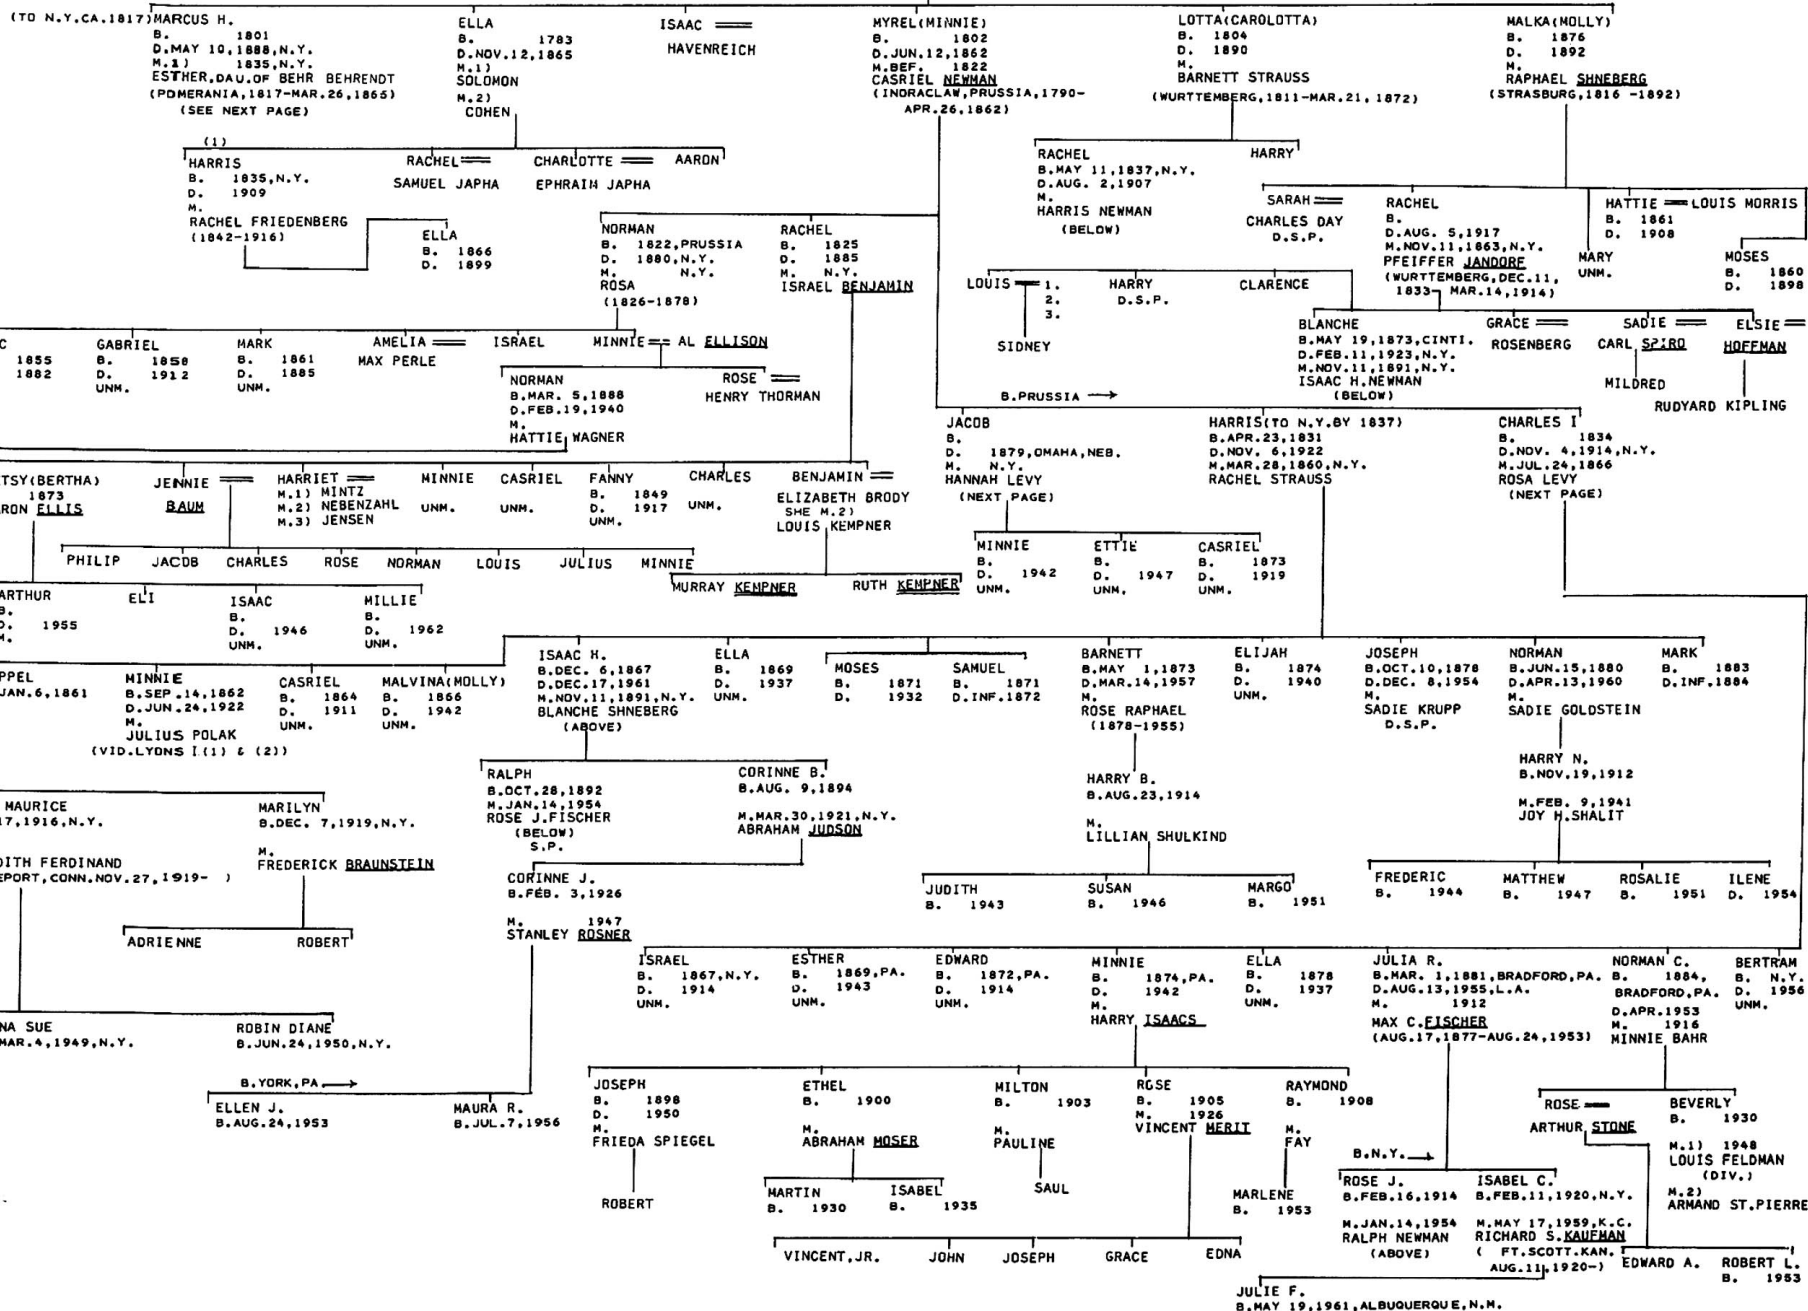 (TO N.Y.CA.1817)
MARCUS H.
B. 1801
D.MAY 10,1888,N.Y.
M.1) 1835,N.Y.
ESTHER,DAU.OF BEHR BEHRENDT
(POMERANIA,1817-MAR.26,1865)
(SEE NEXT PAGE)
ELLA
B. 1783
D.NOV.12,1865
M.1)
SOLOMON
M.2)
COHEN
ISAAC
HAVENREICH
MYREL(MINNIE)
B. 1802
D.JUN.12,1862
M.BEF. 1822
CASRIEL NEWMAN
(INORACLAW,PRUSSIA,1790-
APR.26,1862)
LOTTA(CAROLOTTA)
B. 1804
D. 1890
M.
BARNETT STRAUSS
(WURTTEMBERG,1811-MAR.21, 1872)
MALKA(MOLLY)
B. 1876
D. 1892
M.
RAPHAEL SHNEBERG
(STRASBURG,1816 -1892)
(1)
HARRIS
B. 1835,N.Y.
D. 1909
M.
RACHEL FRIEDENBERG
(1842-1916)
RACHEL
SAMUEL JAPHA
CHARLOTTE
EPHRAIM JAPHA
AARON
ELLA
B. 1866
D. 1899
RACHEL
B.MAY 11,1837,N.Y.
D.AUG. 2,1907
M.
HARRIS NEWMAN
(BELOW)
HARRY
SARAH
CHARLES DAY
D.S.P.
RACHEL
B.
D.AUG. 5,1917
M.NOV.11,1863,N.Y.
PFEIFFER JANDORF
(WURTTEMBERG,DEC.11,
1833- MAR.14,1914)
MARY
UNM.
HATTIE
B. 1861
D. 1908
LOUIS MORRIS
MOSES
B. 1860
D. 1898
NORMAN
B. 1822,PRUSSIA
D. 1880,N.Y.
M. N.Y.
ROSA
(1826-1878)
RACHEL
B. 1825
D. 1885
M. N.Y.
ISRAEL BENJAMIN
LOUIS
1.
2.
3.
SIDNEY
HARRY
D.S.P.
CLARENCE
BLANCHE
B.MAY 19,1873,CINTI.
D.FEB.11,1923,N.Y.
M.NOV.11,1891,N.Y.
ISAAC H.NEWMAN
(BELOW)
GRACE
ROSENBERG
SADIE
CARL SPIRO
MILDRED
ELSIE
HOFFMAN
RUDYARD KIPLING
C
1855
1882
GABRIEL
B. 1858
D. 1912
UNM.
MARK
B. 1861
D. 1885
UNM.
AMELIA
MAX PERLE
ISRAEL
MINNIE
AL ELLISON
NORMAN
B.MAR. 5,1888
D.FEB.19,1940
M.
HATTIE WAGNER
ROSE
HENRY THORMAN
B.PRUSSIA
JACOB
B.
D. 1879,OMAHA,NEB.
M. N.Y.
HANNAH LEVY
(NEXT PAGE)
HARRIS(TO N.Y.BY 1837)
B.APR.23,1831
D.NOV. 6,1922
M.MAR.28,1860,N.Y.
RACHEL STRAUSS
CHARLES I
B. 1834
D.NOV. 4,1914,N.Y.
M.JUL.24,1866
ROSA LEVY
(NEXT PAGE)
TSY(BERTHA)
1873
RON ELLIS
JENNIE
BAUM
HARRIET
M.1) MINTZ
M.2) NEBENZAHL
M.3) JENSEN
MINNIE
UNM.
CASRIEL
UNM.
FANNY
B. 1849
D. 1917
UNM.
CHARLES
UNM.
BENJAMIN
ELIZABETH BRODY
SHE M.2)
LOUIS KEMPNER
PHILIP
JACOB
CHARLES
ROSE
NORMAN
LOUIS
JULIUS
MINNIE
MURRAY KEMPNER
RUTH KEMPNER
MINNIE
B.
D. 1942
UNM.
ETTIE
B.
D. 1947
UNM.
CASRIEL
B. 1873
D. 1919
UNM.
ARTHUR
B.
D. 1955
M.
ELI
ISAAC
B.
D. 1946
UNM.
MILLIE
B.
D. 1962
UNM.
PPEL
JAN.6,1861
MINNIE
B.SEP.14,1862
D.JUN.24,1922
M.
JULIUS POLAK
(VID.LYONS I (1) & (2))
CASRIEL
B. 1864
D. 1911
UNM.
MALVINA(MOLLY)
B. 1866
D. 1942
UNM.
ISAAC H.
B.DEC. 6,1867
D.DEC.17,1961
M.NOV.11,1891,N.Y.
BLANCHE SHNEBERG
(ABOVE)
ELLA
B. 1869
D. 1937
UNM.
MOSES
B. 1871
D. 1932
SAMUEL
B. 1871
D.INF.1872
BARNETT
B.MAY 1,1873
D.MAR.14,1957
M.
ROSE RAPHAEL
(1878-1955)
ELIJAH
B. 1874
D. 1940
UNM.
JOSEPH
B.OCT.10,1878
D.DEC. 8,1954
M.
SADIE KRUPP
D.S.P.
NORMAN
B.JUN.15,1880
D.APR.13,1960
M.
SADIE GOLDSTEIN
MARK
B. 1883
D.INF.1884
RALPH
B.OCT.28,1892
M.JAN.14,1954
ROSE J.FISCHER
(BELOW)
S.P.
CORINNE B.
B.AUG. 9,1894
M.MAR.30,1921,N.Y.
ABRAHAM JUDSON
HARRY B.
B.AUG.23,1914
M.
LILLIAN SHULKIND
HARRY N.
B.NOV.19,1912
M.FEB. 9,1941
JOY H.SHALIT
MAURICE
17,1916,N.Y.
DITH FERDINAND
EPORT,CONN.NOV.27,1919- )
MARILYN
B.DEC. 7,1919,N.Y.
M.
FREDERICK BRAUNSTEIN
CORINNE J.
B.FEB. 3,1926
M. 1947
STANLEY ROSNER
JUDITH
B. 1943
SUSAN
B. 1946
MARGO
B. 1951
FREDERIC
B. 1944
MATTHEW
B. 1947
ROSALIE
B. 1951
ILENE
D. 1954
ADRIENNE
ROBERT
ISRAEL
B. 1867,N.Y.
D. 1914
UNM.
ESTHER
B. 1869,PA.
D. 1943
UNM.
EDWARD
B. 1872,PA.
D. 1914
UNM.
MINNIE
B. 1874,PA.
D. 1942
M.
HARRY ISAACS
ELLA
B. 1878
D. 1937
UNM.
JULIA R.
B.MAR. 1,1881,BRADFORD,PA.
D.AUG.13,1955,L.A.
M. 1912
MAX C.FISCHER
(AUG.17,1877-AUG.24,1953)
NORMAN C.
B. 1884,
BRADFORD,PA.
D.APR.1953
M. 1916
MINNIE BAHR
BERTRAM
B. N.Y.
D. 1956
UNM.
NA SUE
MAR.4,1949,N.Y.
ROBIN DIANE
B.JUN.24,1950,N.Y.
B.YORK,PA.
ELLEN J.
B.AUG.24,1953
MAURA R.
B.JUL.7,1956
JOSEPH
B. 1898
D. 1950
M.
FRIEDA SPIEGEL
ROBERT
ETHEL
B. 1900
M.
ABRAHAM MOSER
MARTIN
B. 1930
ISABEL
B. 1935
MILTON
B. 1903
M.
PAULINE
SAUL
ROSE
B. 1905
M. 1926
VINCENT MERIT
RAYMOND
B. 1908
M.
FAY
MARLENE
B. 1953
VINCENT,JR.
JOHN
JOSEPH
GRACE
EDNA
B.N.Y.
ROSE J.
B.FEB.16,1914
M.JAN.14,1954
RALPH NEWMAN
(ABOVE)
ISABEL C.
B.FEB.11,1920,N.Y.
M.MAY 17,1959,K.C.
RICHARD S.KAUFMAN
( FT.SCOTT.KAN.
AUG.11,1920-)
ROSE
ARTHUR STONE
BEVERLY
B. 1930
M.1) 1948
LOUIS FELDMAN
(DIV.)
M.2)
ARMAND ST.PIERRE
EDWARD A.
ROBERT L.
B. 1953
JULIE F.
B.MAY 19,1961,ALBUQUERQUE,N.M.